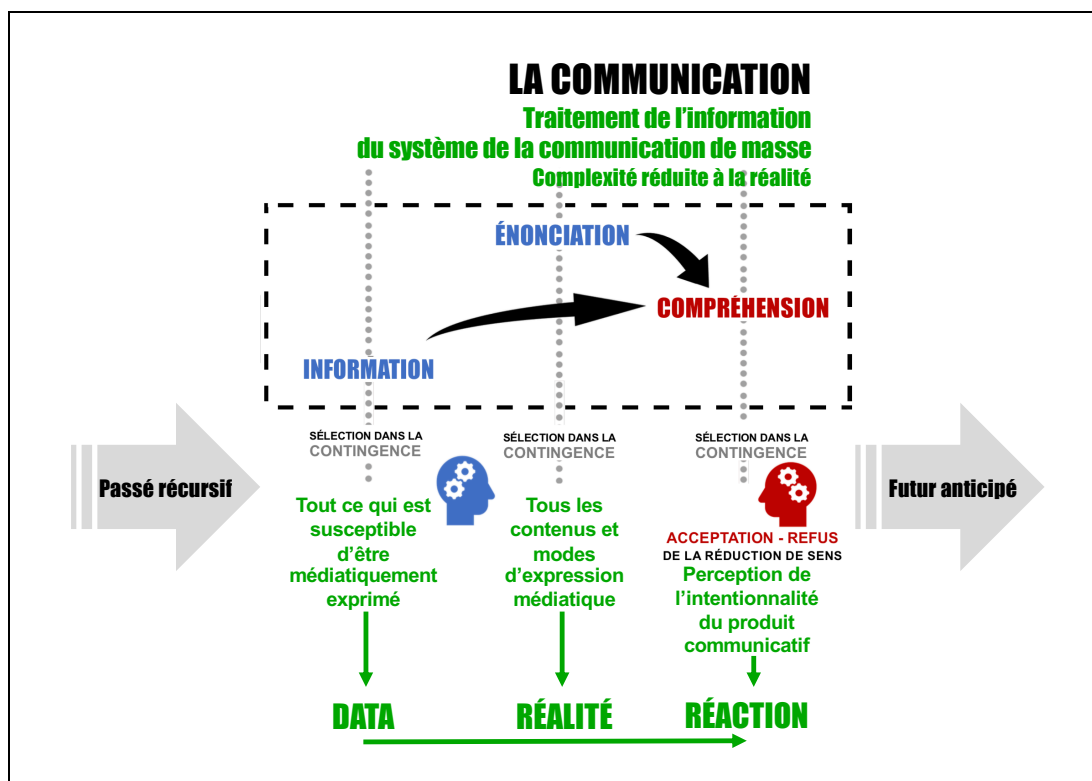 LA COMMUNICATION
Traitement de l'information
du système de la communication de masse
Complexité réduite à la réalité
ÉNONCIATION
COMPRÉHENSION
INFORMATION
Passé récursif
SÉLECTION DANS LA
CONTINGENCE
Tout ce qui est
susceptible
d'être
médiatiquement
exprimé
SÉLECTION DANS LA
CONTINGENCE
Tous les
contenus et
modes
d'expression
médiatique
SÉLECTION DANS LA
CONTINGENCE
ACCEPTATION - REFUS
DE LA RÉDUCTION DE SENS
Perception de
l'intentionnalité
du produit
communicatif
Futur anticipé
DATA
RÉALITÉ
RÉACTION